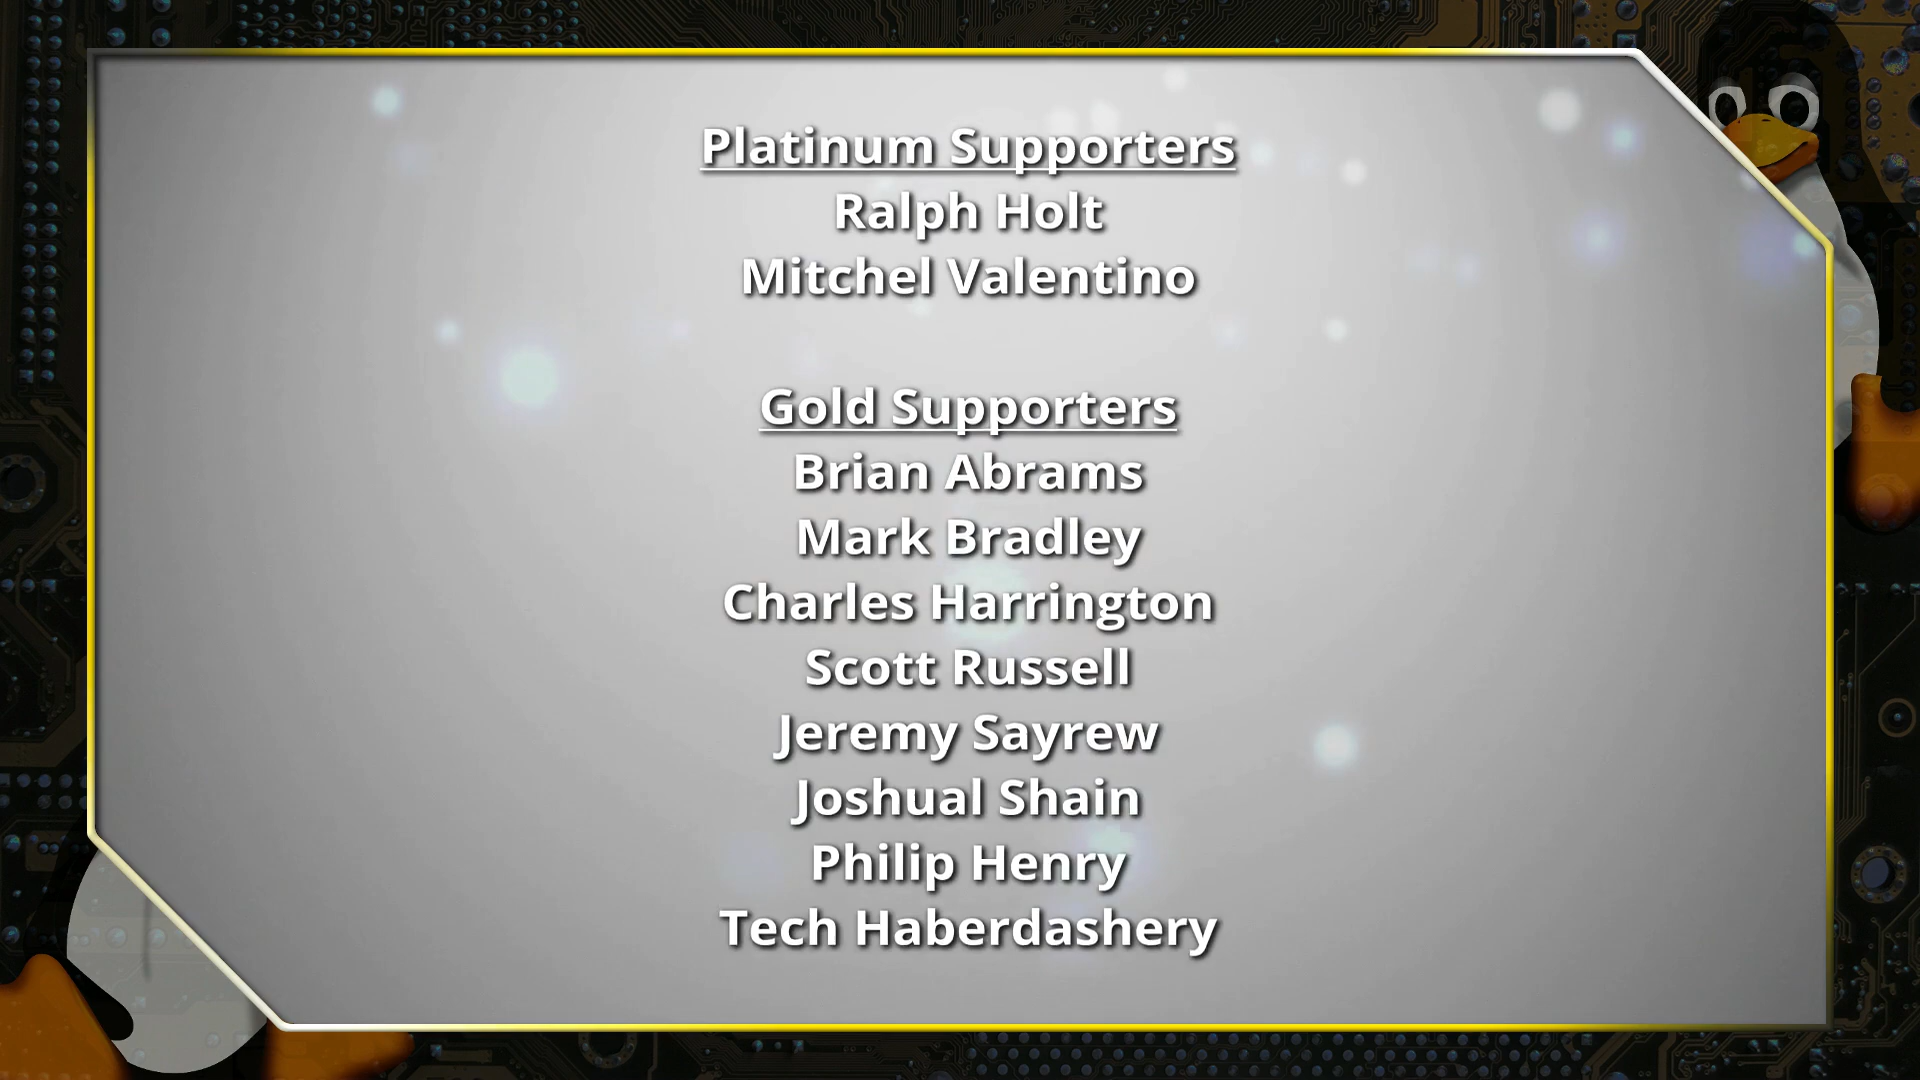 Platinum Supporters
Ralph Holt
Mitchel Valentino
Gold Supporters
Brian Abrams
Mark Bradley
Charles Harrington
Scott Russell
Jeremy Sayrew
Joshual Shain
Philip Henry
Tech Haberdashery